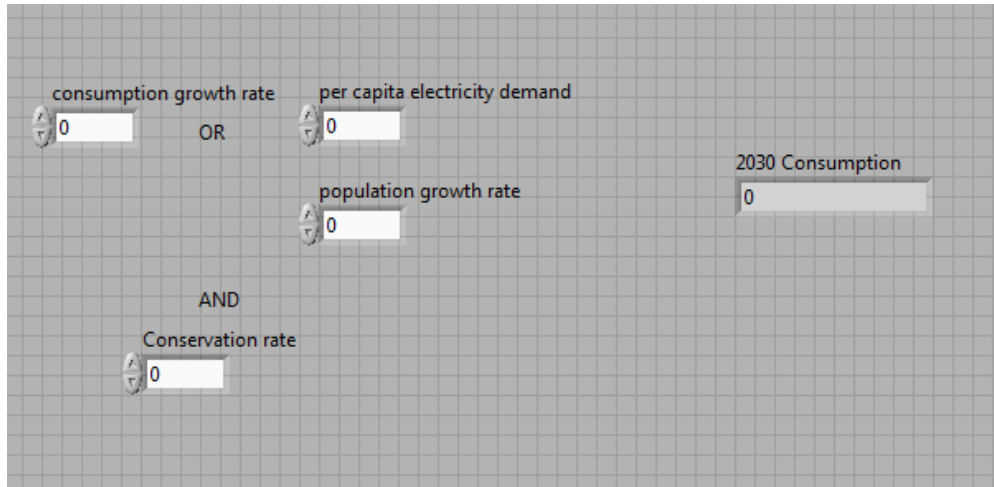 consumption growth rate
0
OR
per capita electricity demand
0
population growth rate
0
2030 Consumption
0
AND
Conservation rate
0